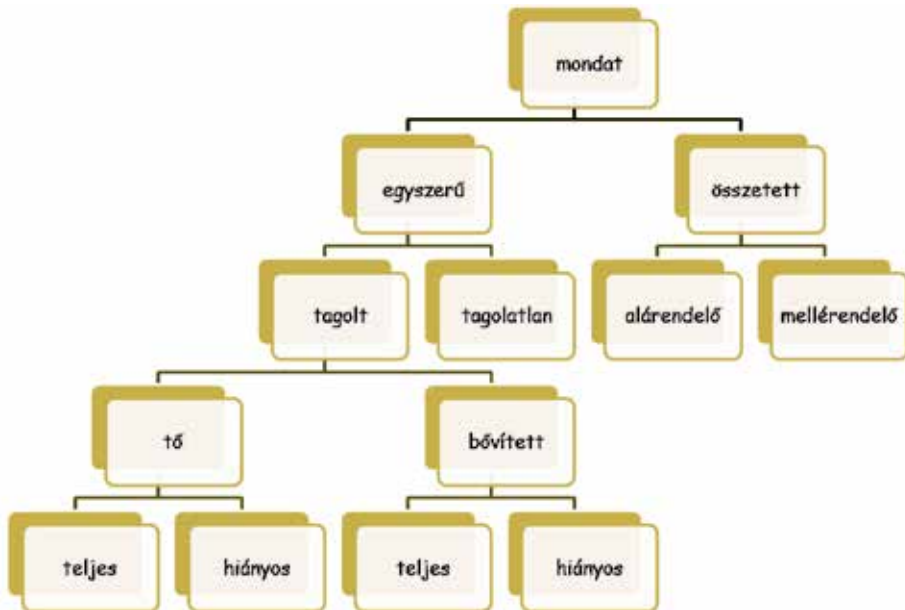 mondat
egyszerű
összetett
tagolt
tagolatlan
alárendelő
mellérendelő
tő
bővített
teljes
hiányos
teljes
hiányos